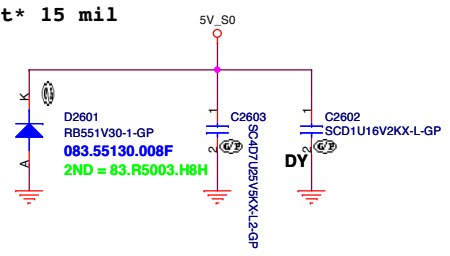 t* 15 mil
5V_S0
K
D2601
RB551V30-1-GP
083.55130.008F
2ND = 83.R5003.H8H
A
1
C2603
SC4D7U25V5KX-L2-GP
2
G/P
1
C2602
SCD1U16V2KX-L-GP
2
G/P
DY